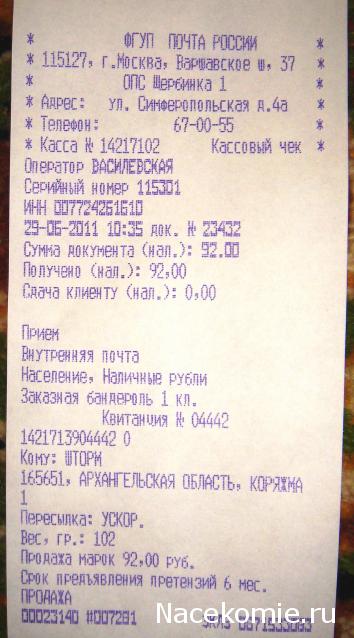 * ФГУП ПОЧТА РОССИИ *
* 115127, г.Москва, Варшавское ш, 37 *
* ОПС Щербинка 1 *
* Адрес: ул. Симферопольская д.4а *
* Телефон: 67-00-55 *
* Касса № 14217102 Кассовый чек *
Оператор ВАСИЛЕВСКАЯ
Серийный номер 115301
ИНН 007724261610
29-06-2011 10:35 док. № 23432
Сумма документа (нал.): 92.00
Получено (нал.): 92,00
Сдача клиенту (нал.): 0,00
Прием
Внутренняя почта
Население, Наличные рубли
Заказная бандероль 1 кл.
Квитанция № 04442
1421713904442 0
Кому: ШТОРМ
165651, АРХАНГЕЛЬСКАЯ ОБЛАСТЬ, КОРЯЖМА
1
Пересылка: УСКОР.
Вес, гр.: 102
Продажа марок 92,00 руб.
Срок предъявления претензий 6 мес.
ПРОДАЖА
00023140 #007281
Nacekomie.ru